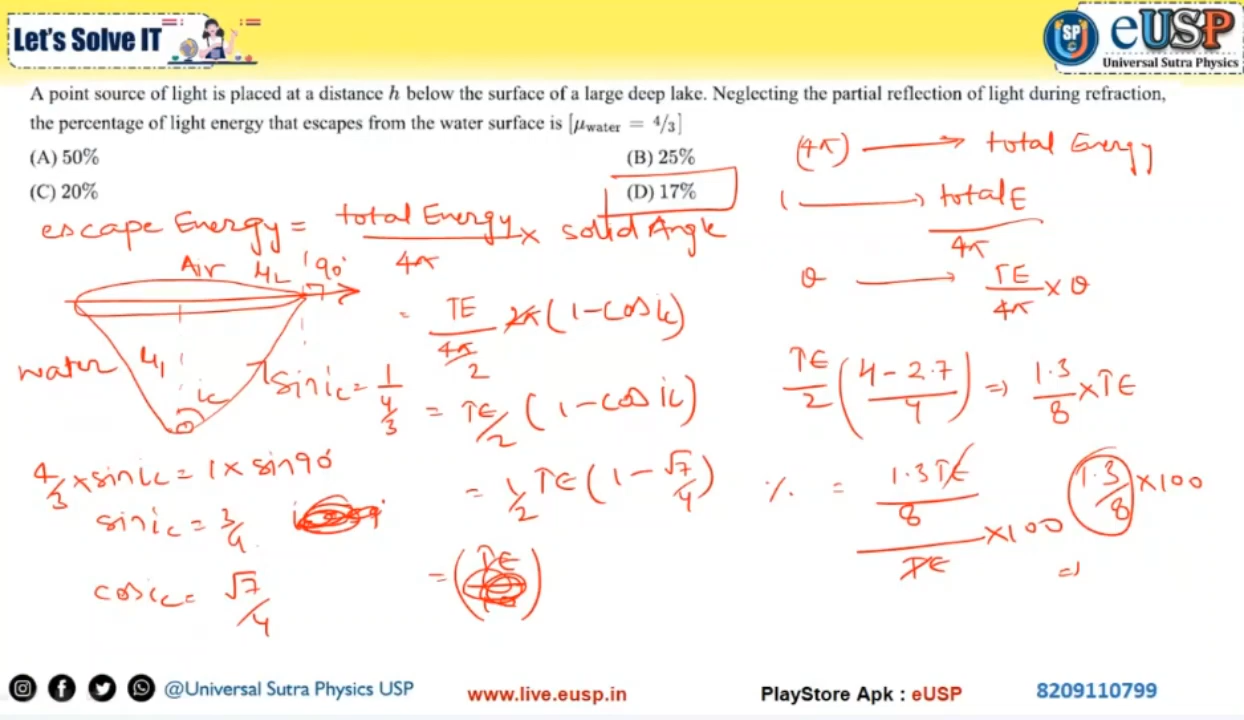 Let's Solve IT
SP
eUSP
Universal Sutra Physics
A point source of light is placed at a distance h below the surface of a large deep lake. Neglecting the partial reflection of light during refraction,
the percentage of light energy that escapes from the water surface is [μwater = 4/3]
(A) 50%
(B) 25%
(C) 20%
(D) 17%
(4π) → total Energy
1 → total E / 4π
θ → TE/4π × θ
escape Energy = total Energy / 4π × solid Angle
Air μ2 90°
water μ1 ic
= TE/4π 2π (1 - cos ic)
2
sin ic = 1 / 4/3
= TE/2 (1 - cos ic)
4/3 × sin ic = 1 × sin 90°
sin ic = 3/4
cos ic = √7/4
= 1/2 TE (1 - √7/4)
= (TE)
TE/2 (4 - 2.7 / 4) ⇒ 1.3/8 × TE
% = 1.3 TE / 8 / TE × 100
1.3/8 × 100
⇒
@Universal Sutra Physics USP
www.live.eusp.in
PlayStore Apk : eUSP
8209110799